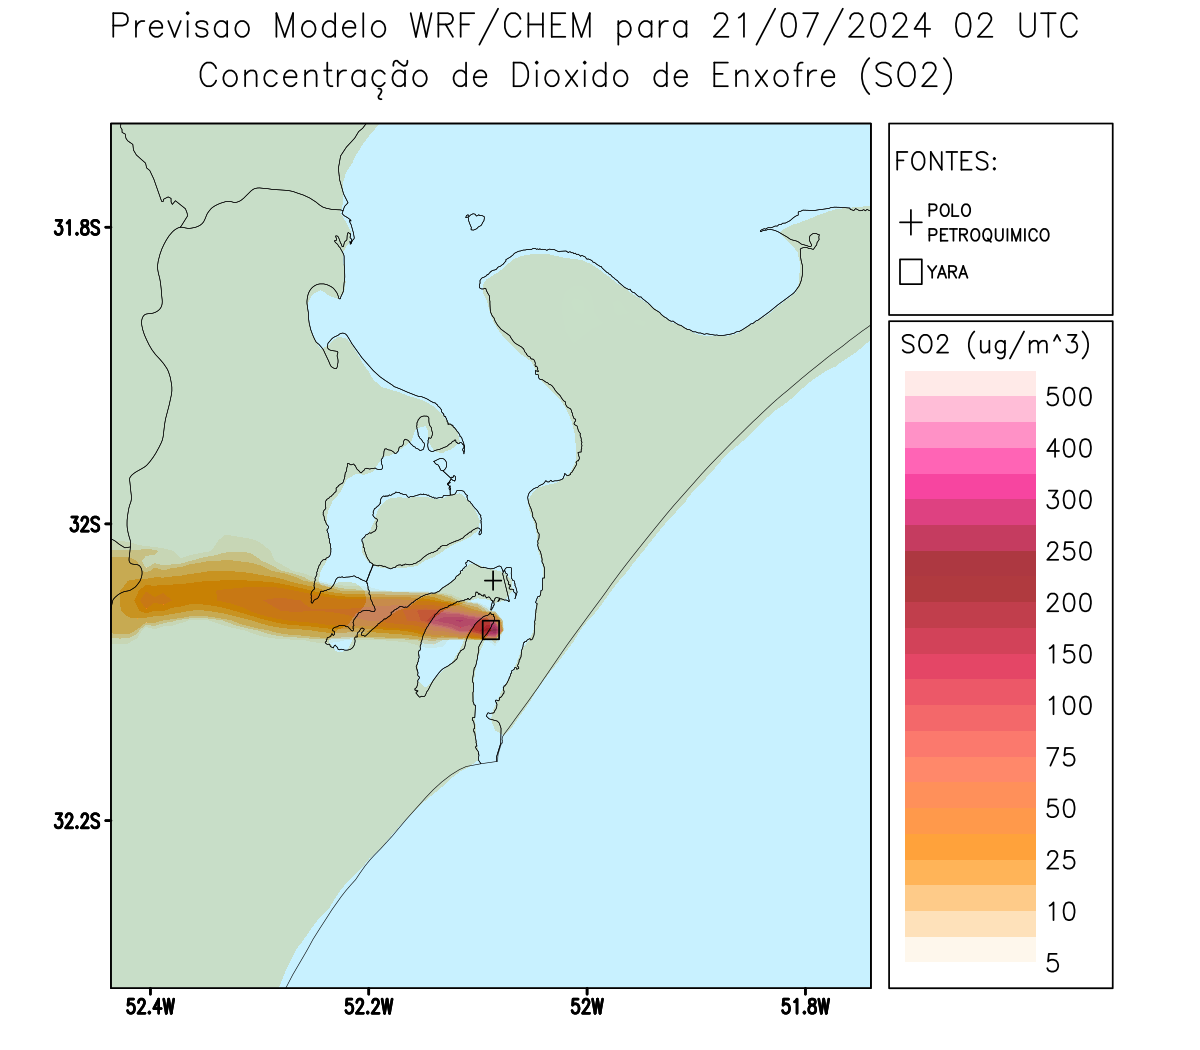 Previsao Modelo WRF/CHEM para 21/07/2024 02 UTC
Concentração de Dioxido de Enxofre (SO2)
FONTES:
POLO
PETROQUIMICO
YARA
SO2 (ug/m^3)
500
400
300
250
200
150
100
75
50
25
10
5
31.8S
32S
32.2S
52.4W
52.2W
52W
51.8W